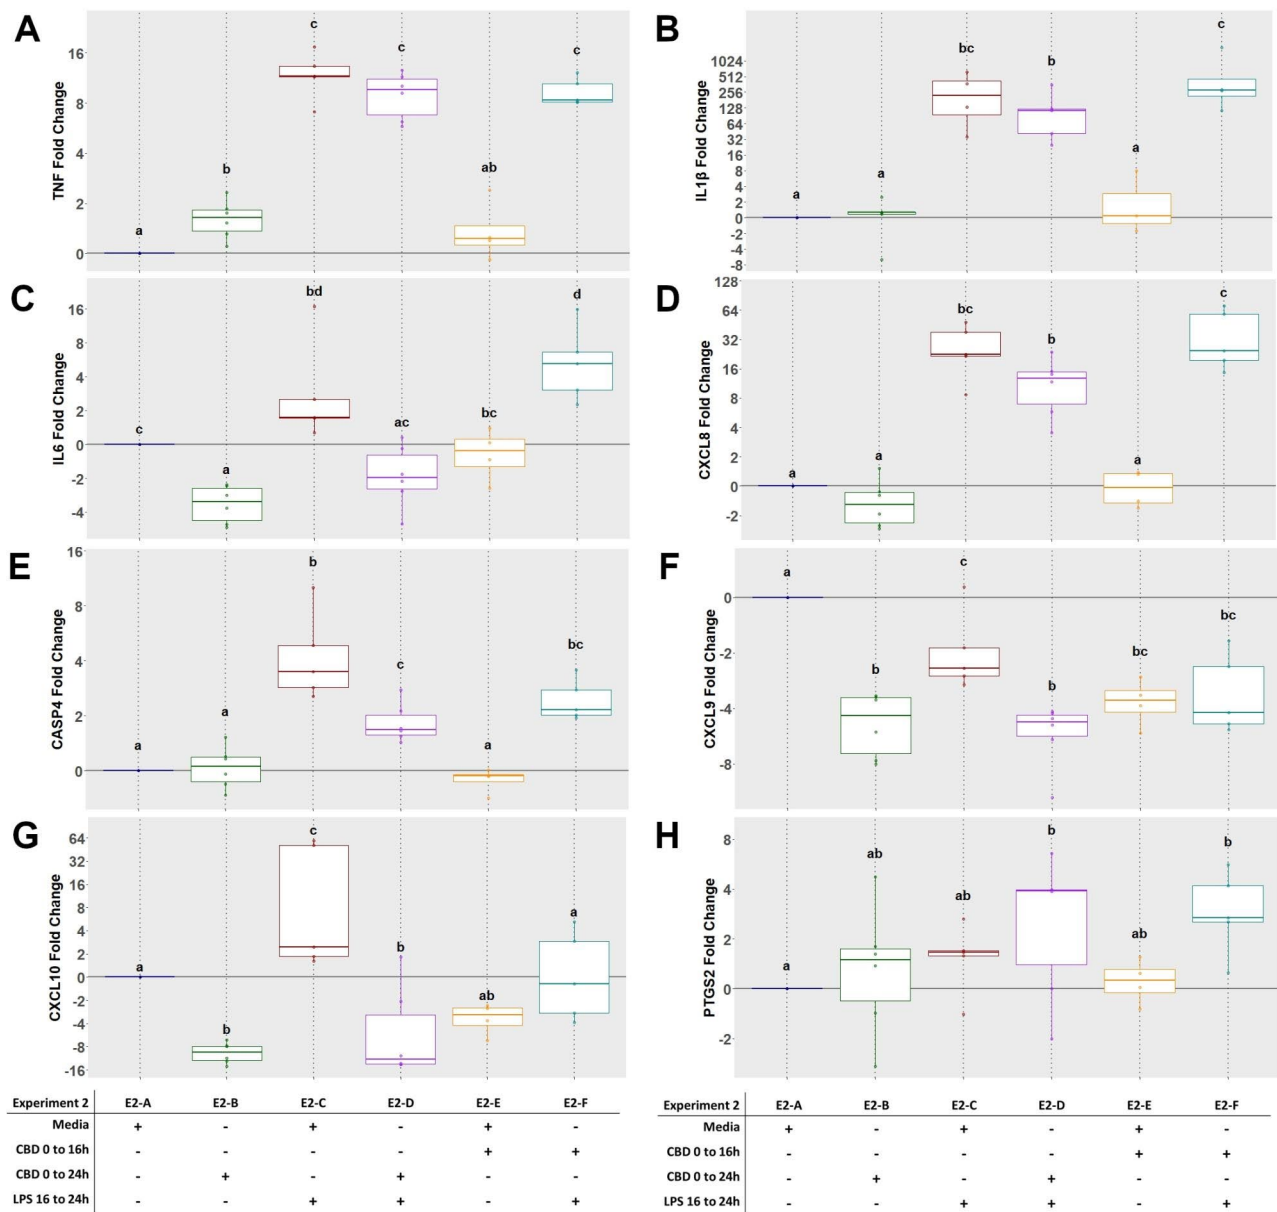 A
TNF Fold Change
16
8
4
2
0
a
b
c
c
ab
c
B
IL1β Fold Change
1024
512
256
128
64
32
16
8
4
2
0
-2
-4
-8
a
a
bc
b
a
c
C
IL6 Fold Change
16
8
4
2
0
-2
-4
c
a
bd
ac
bc
d
D
CXCL8 Fold Change
128
64
32
16
8
4
2
0
-2
a
a
bc
b
a
c
E
CASP4 Fold Change
16
8
4
2
0
a
a
b
c
a
bc
F
CXCL9 Fold Change
0
-2
-4
-8
a
b
c
b
bc
bc
G
CXCL10 Fold Change
64
32
16
8
4
2
0
-2
-4
-8
-16
a
b
c
b
ab
a
H
PTGS2 Fold Change
8
4
2
0
-2
a
ab
ab
b
ab
b
Experiment 2 E2-A E2-B E2-C E2-D E2-E E2-F
Media + - + - + -
CBD 0 to 16h - - - - + +
CBD 0 to 24h - + - + - -
LPS 16 to 24h - - + + - +
Experiment 2 E2-A E2-B E2-C E2-D E2-E E2-F
Media + - + - + -
CBD 0 to 16h - - - - + +
CBD 0 to 24h - + - + - -
LPS 16 to 24h - - + + - +